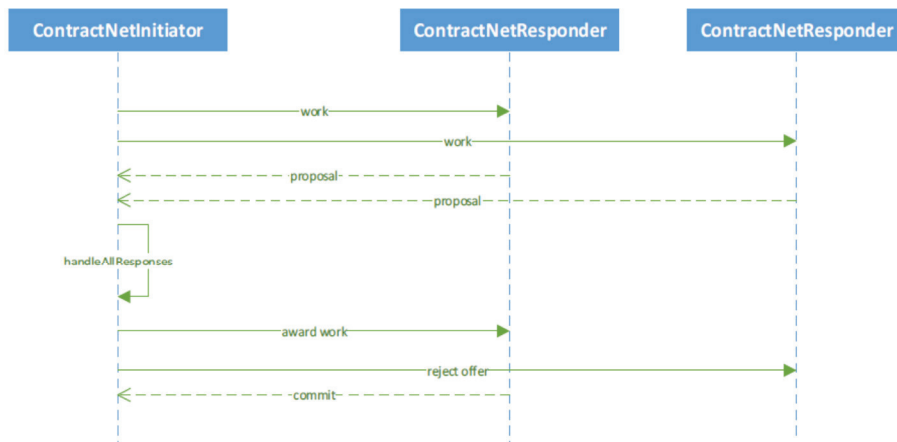 ContractNetInitiator
ContractNetResponder
ContractNetResponder
work
work
proposal
proposal
handleAllResponses
award work
reject offer
commit